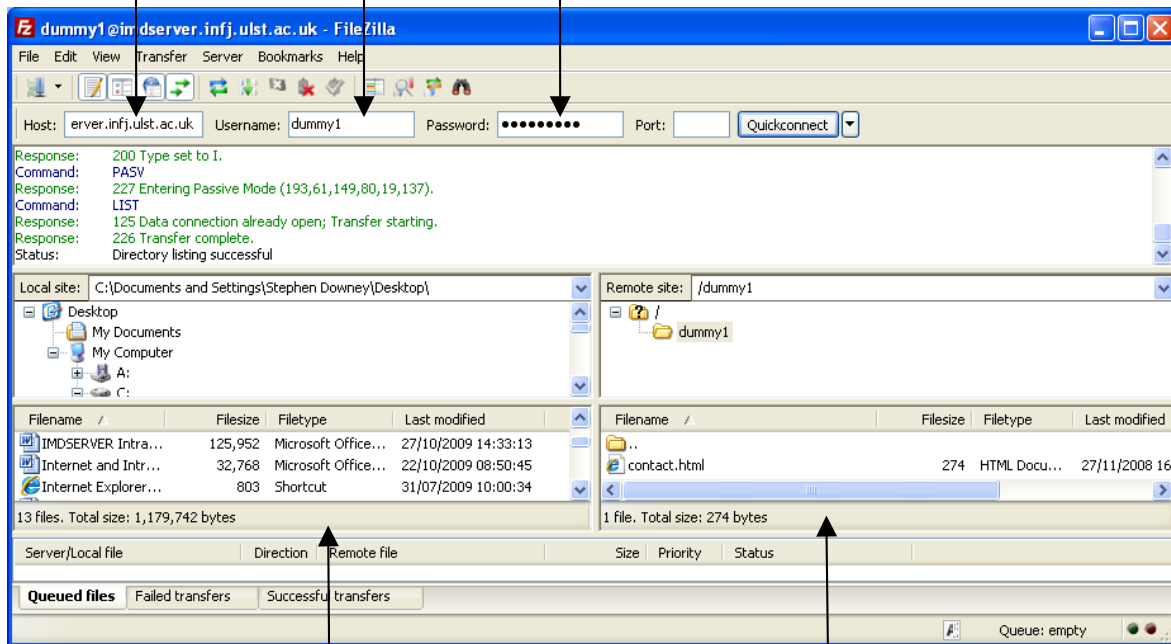 dummy1@imdserver.infj.ulst.ac.uk - FileZilla
File Edit View Transfer Server Bookmarks Help
Host: erver.infj.ulst.ac.uk Username: dummy1 Password: ●●●●●●●●● Port: Quickconnect
Response: 200 Type set to I.
Command: PASV
Response: 227 Entering Passive Mode (193,61,149,80,19,137).
Command: LIST
Response: 125 Data connection already open; Transfer starting.
Response: 226 Transfer complete.
Status: Directory listing successful
Local site: C:\Documents and Settings\Stephen Downey\Desktop\
Desktop
My Documents
My Computer
A:
C:
Remote site: /dummy1
/
dummy1
Filename Filesize Filetype Last modified
IMDSERVER Intra... 125,952 Microsoft Office... 27/10/2009 14:33:13
Internet and Intr... 32,768 Microsoft Office... 22/10/2009 08:50:45
Internet Explorer... 803 Shortcut 31/07/2009 10:00:34
13 files. Total size: 1,179,742 bytes
Filename Filesize Filetype Last modified
..
contact.html 274 HTML Docu... 27/11/2008 16
1 file. Total size: 274 bytes
Server/Local file Direction Remote file Size Priority Status
Queued files Failed transfers Successful transfers
Queue: empty